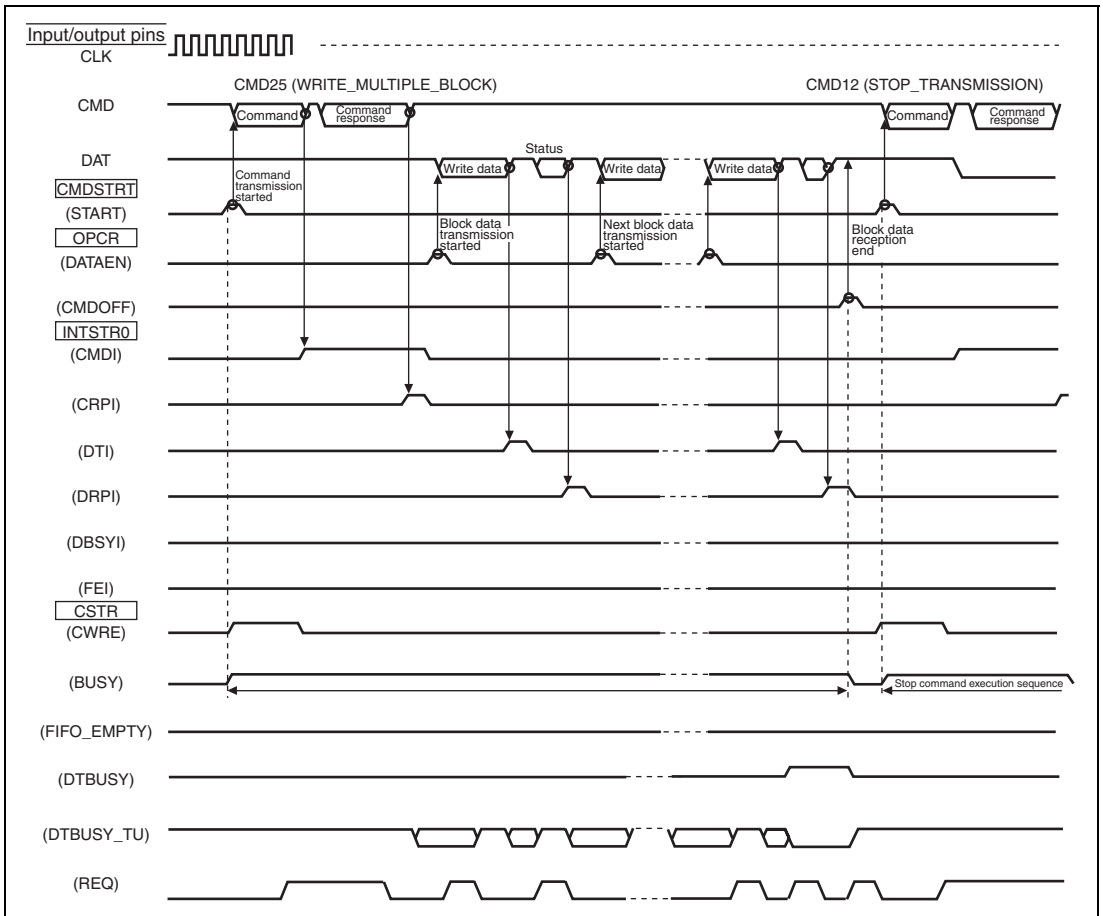 Input/output pins
CLK
CMD25 (WRITE_MULTIPLE_BLOCK)
CMD12 (STOP_TRANSMISSION)
CMD
Command
Command
response
Command
Command
response
DAT
Status
Write data
Write data
Write data
CMDSTRT
(START)
Command
transmission
started
OPCR
(DATAEN)
Block data
transmission
started
Next block data
transmission
started
Block data
reception
end
(CMDOFF)
INTSTR0
(CMDI)
(CRPI)
(DTI)
(DRPI)
(DBSYI)
(FEI)
CSTR
(CWRE)
(BUSY)
Stop command execution sequence
(FIFO_EMPTY)
(DTBUSY)
(DTBUSY_TU)
(REQ)